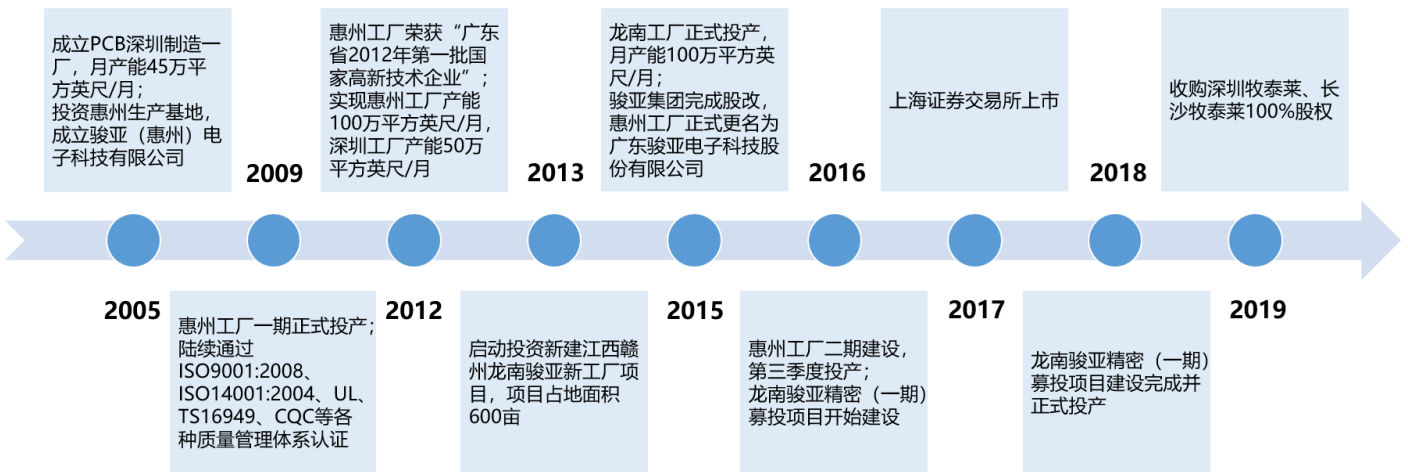 成立PCB深圳制造一
厂，月产能45万平
方英尺/月；
投资惠州生产基地，
成立骏亚（惠州）电
子科技有限公司
2005
2009
惠州工厂一期正式投产；
陆续通过
ISO9001:2008、
ISO14001:2004、UL、
TS16949、CQC等各
种质量管理体系认证
惠州工厂荣获“广东
省2012年第一批国
家高新技术企业”；
实现惠州工厂产能
100万平方英尺/月，
深圳工厂产能50万
平方英尺/月
2012
2013
启动投资新建江西赣
州龙南骏亚新工厂项
目，项目占地面积
600亩
龙南工厂正式投产，
月产能100万平方英
尺/月；
骏亚集团完成股改，
惠州工厂正式更名为
广东骏亚电子科技股
份有限公司
2015
2016
惠州工厂二期建设，
第三季度投产；
龙南骏亚精密（一期）
募投项目开始建设
上海证券交易所上市
2017
2018
龙南骏亚精密（一期）
募投项目建设完成并
正式投产
收购深圳牧泰莱、长
沙牧泰莱100%股权
2019